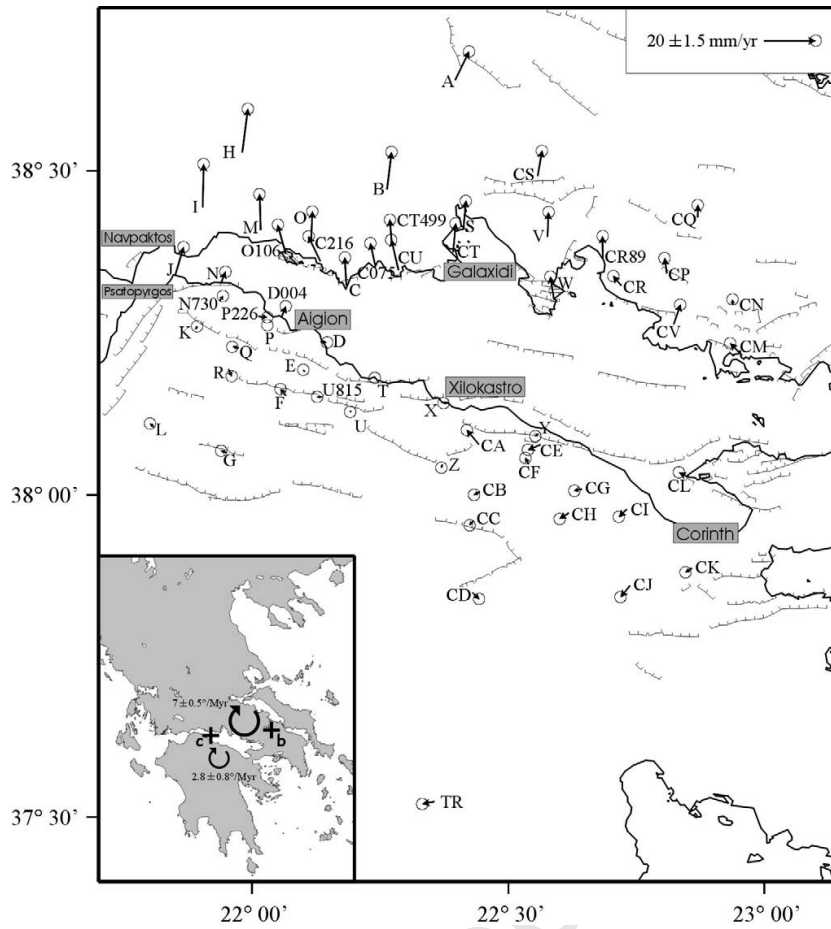 20 ±1.5 mm/yr
A
38° 30'
H
I
B
CS
CQ
M
O
CT499
S
V
Navpaktos
O106
C216
CT
CR89
CP
J
N
C
C073
CU
Galaxidi
W
CR
Psatopyrgos
D004
N730
P226
Aigion
CV
CN
K
P
D
CM
Q
R
E
F
U815
T
Xilokastro
L
U
X
CA
Y
CE
G
Z
CF
38° 00'
CB
CG
CL
CC
CH
CI
Corinth
CD
CJ
CK
7±0.5°/Myr
c
b
2.8±0.8°/Myr
37° 30'
TR
22° 00'
22° 30'
23° 00'